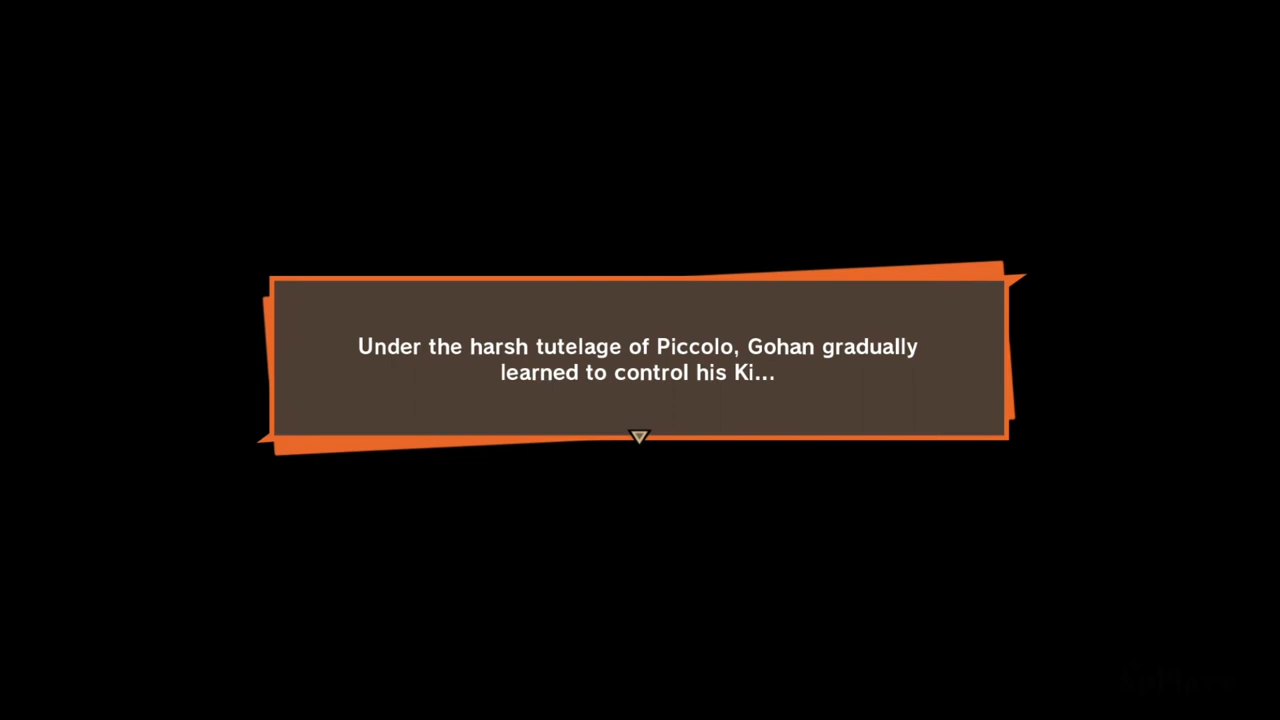 Under the harsh tutelage of Piccolo, Gohan gradually
learned to control his Ki...